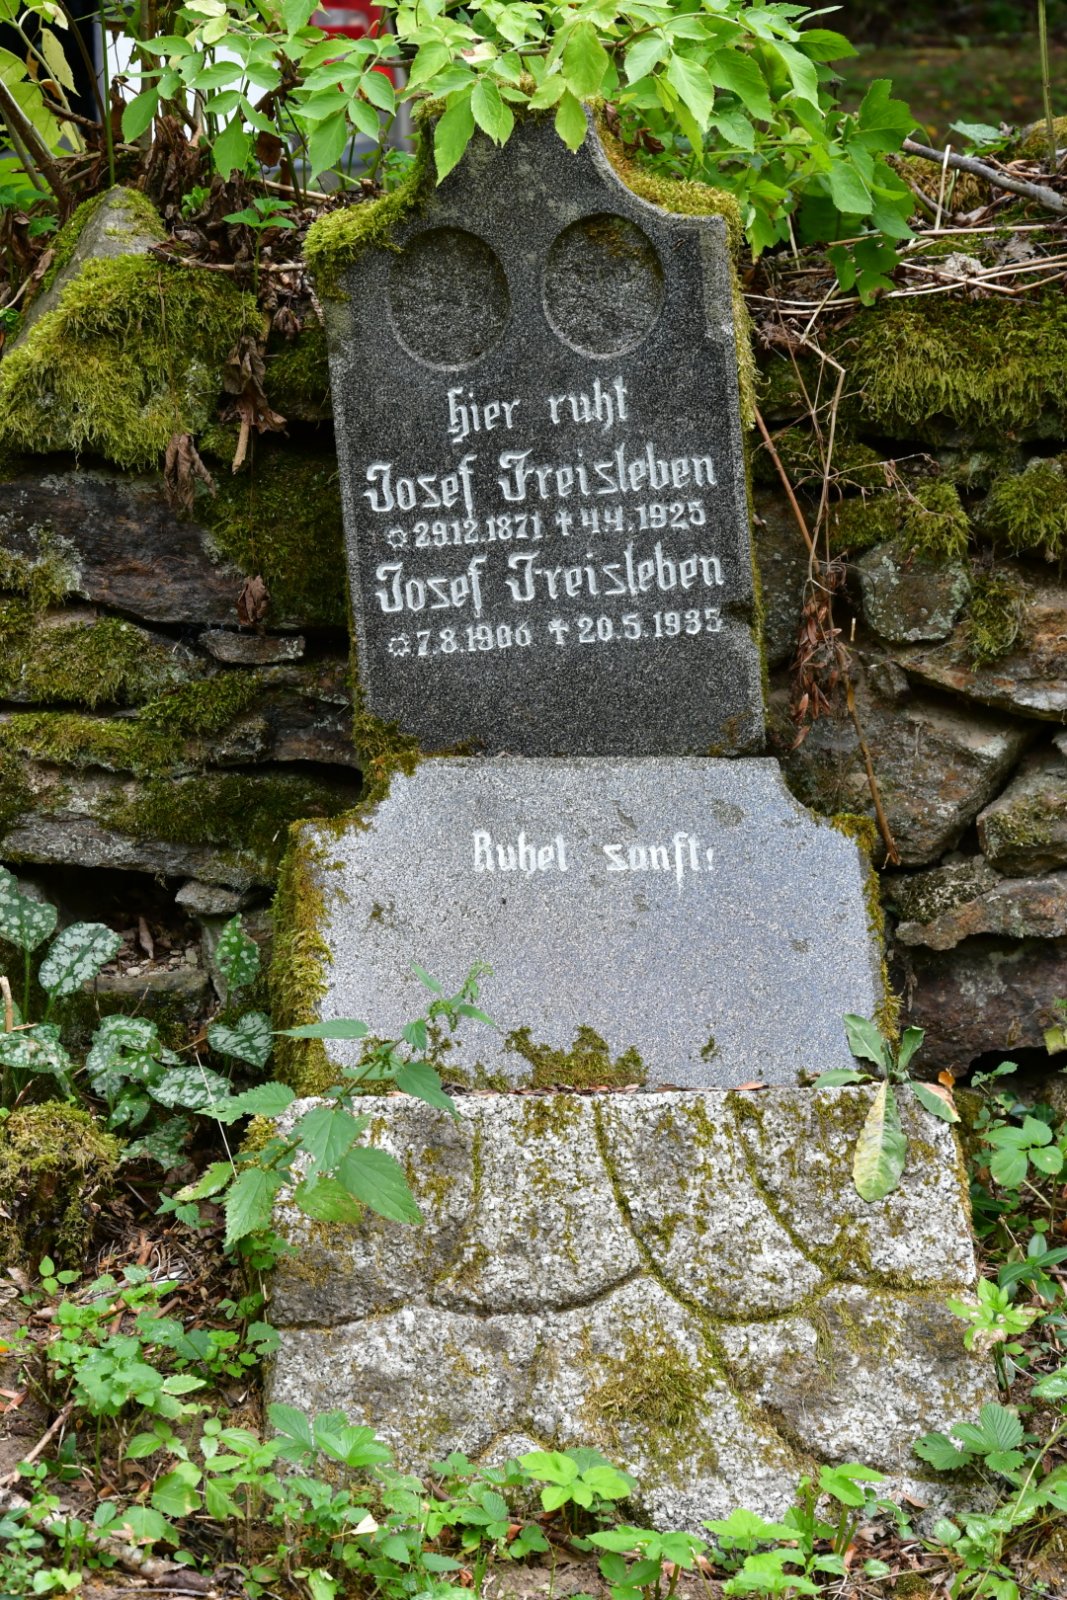 Hier ruht
Josef Freisleben
✩29.12.1871 ✝4.4.1925
Josef Freisleben
✩7.8.1906 ✝20.5.1935
Ruhet sanft!